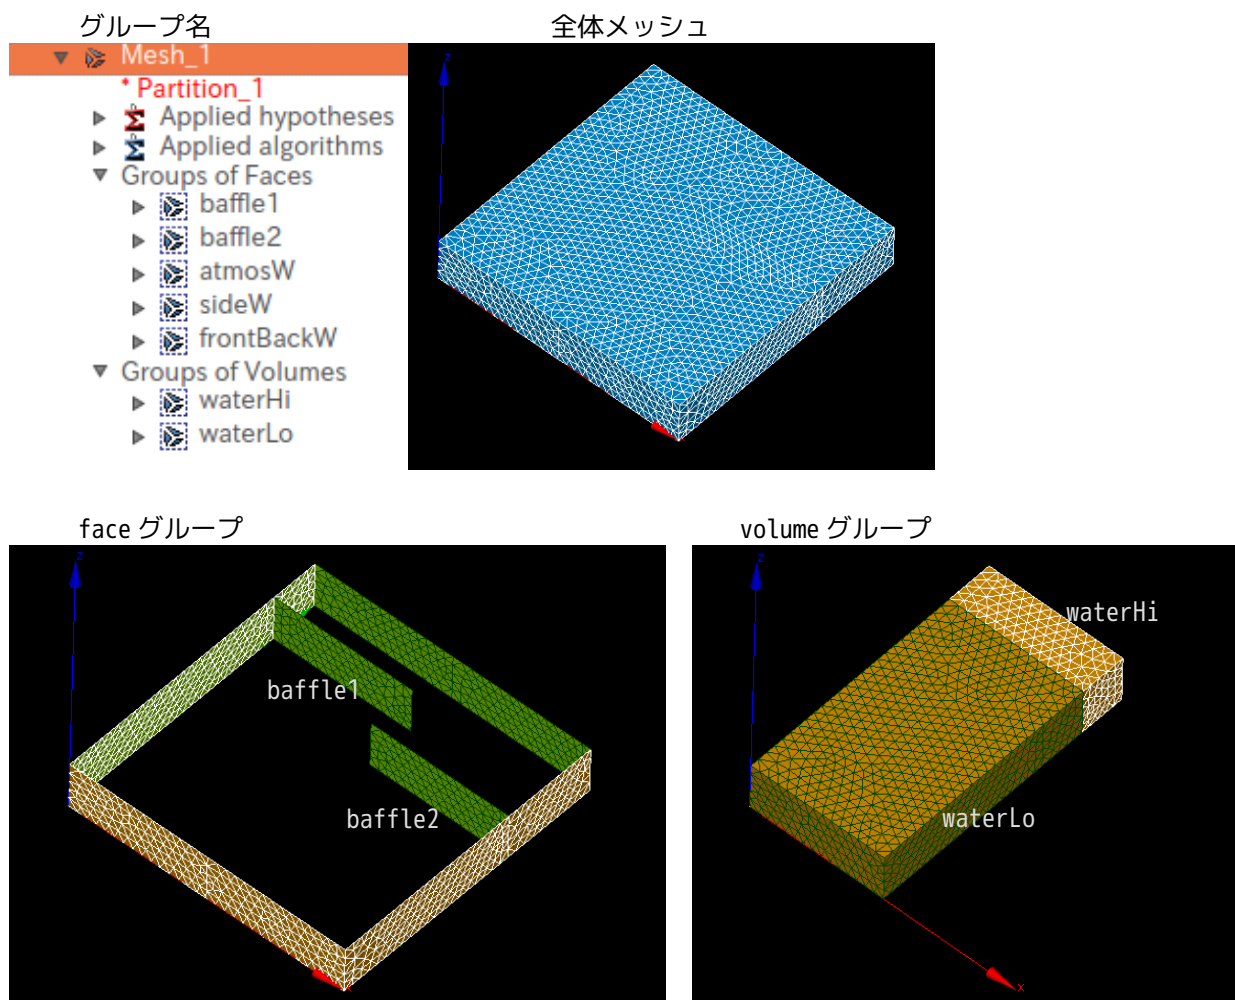 グループ名
全体メッシュ
Mesh_1
* Partition_1
Applied hypotheses
Applied algorithms
Groups of Faces
baffle1
baffle2
atmosW
sideW
frontBackW
Groups of Volumes
waterHi
waterLo
z
face グループ
volume グループ
z
baffle1
baffle2
z
waterHi
waterLo
x